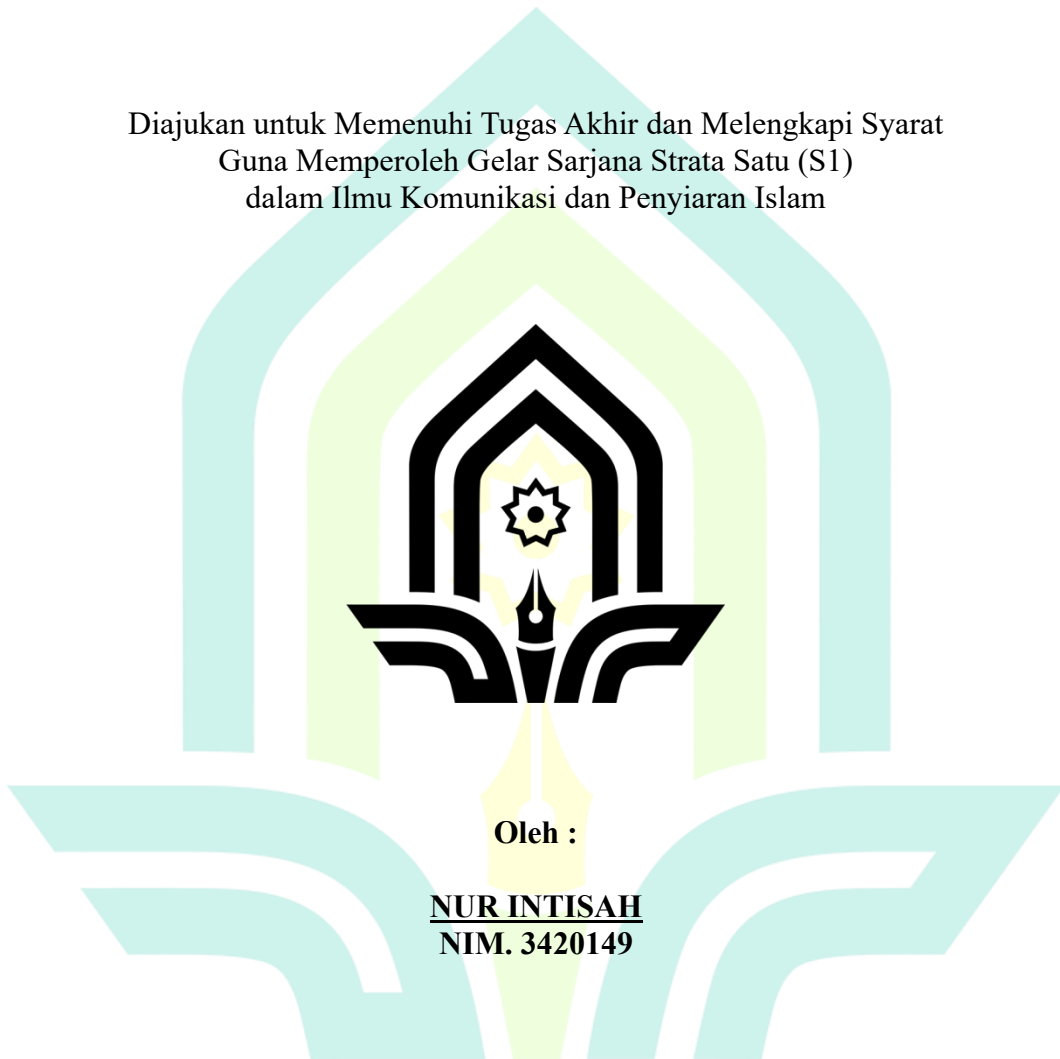 Diajukan untuk Memenuhi Tugas Akhir dan Melengkapi Syarat
Guna Memperoleh Gelar Sarjana Strata Satu (S1)
dalam Ilmu Komunikasi dan Penyiaran Islam
Oleh :
NUR INTISAH
NIM. 3420149